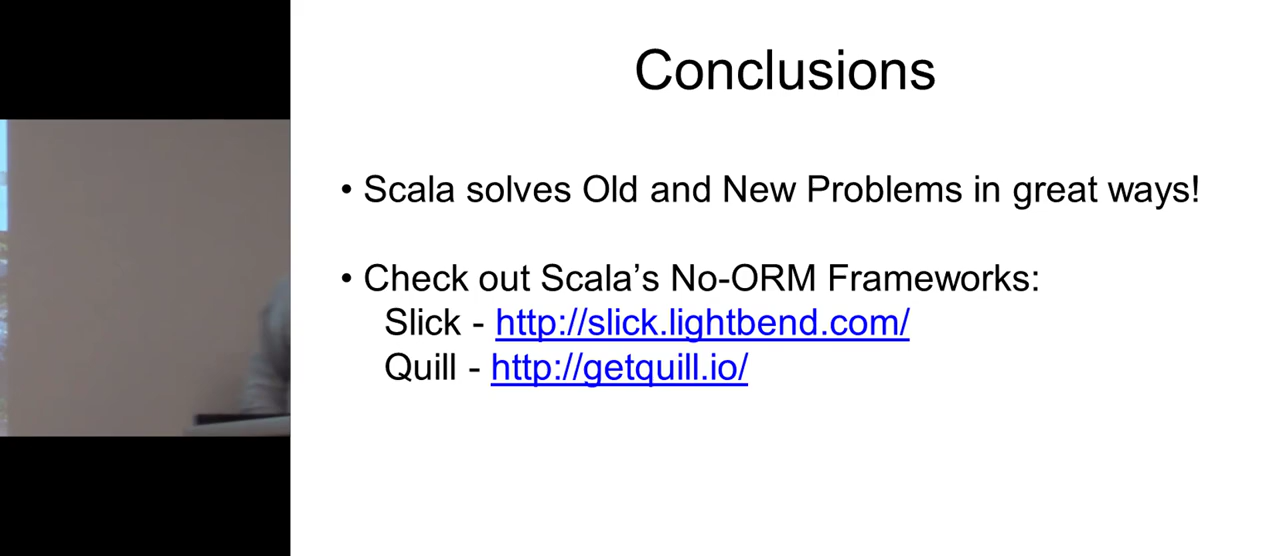 Conclusions
• Scala solves Old and New Problems in great ways!
• Check out Scala’s No-ORM Frameworks:
Slick - http://slick.lightbend.com/
Quill - http://getquill.io/